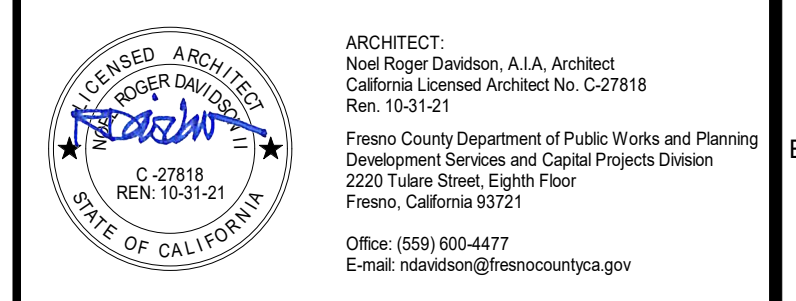 LICENSED ARCHITECT
NOEL ROGER DAVIDSON II
C -27818
REN: 10-31-21
STATE OF CALIFORNIA
ARCHITECT:
Noel Roger Davidson, A.I.A, Architect
California Licensed Architect No. C-27818
Ren. 10-31-21
Fresno County Department of Public Works and Planning
Development Services and Capital Projects Division
2220 Tulare Street, Eighth Floor
Fresno, California 93721
Office: (559) 600-4477
E-mail: ndavidson@fresnocountyca.gov